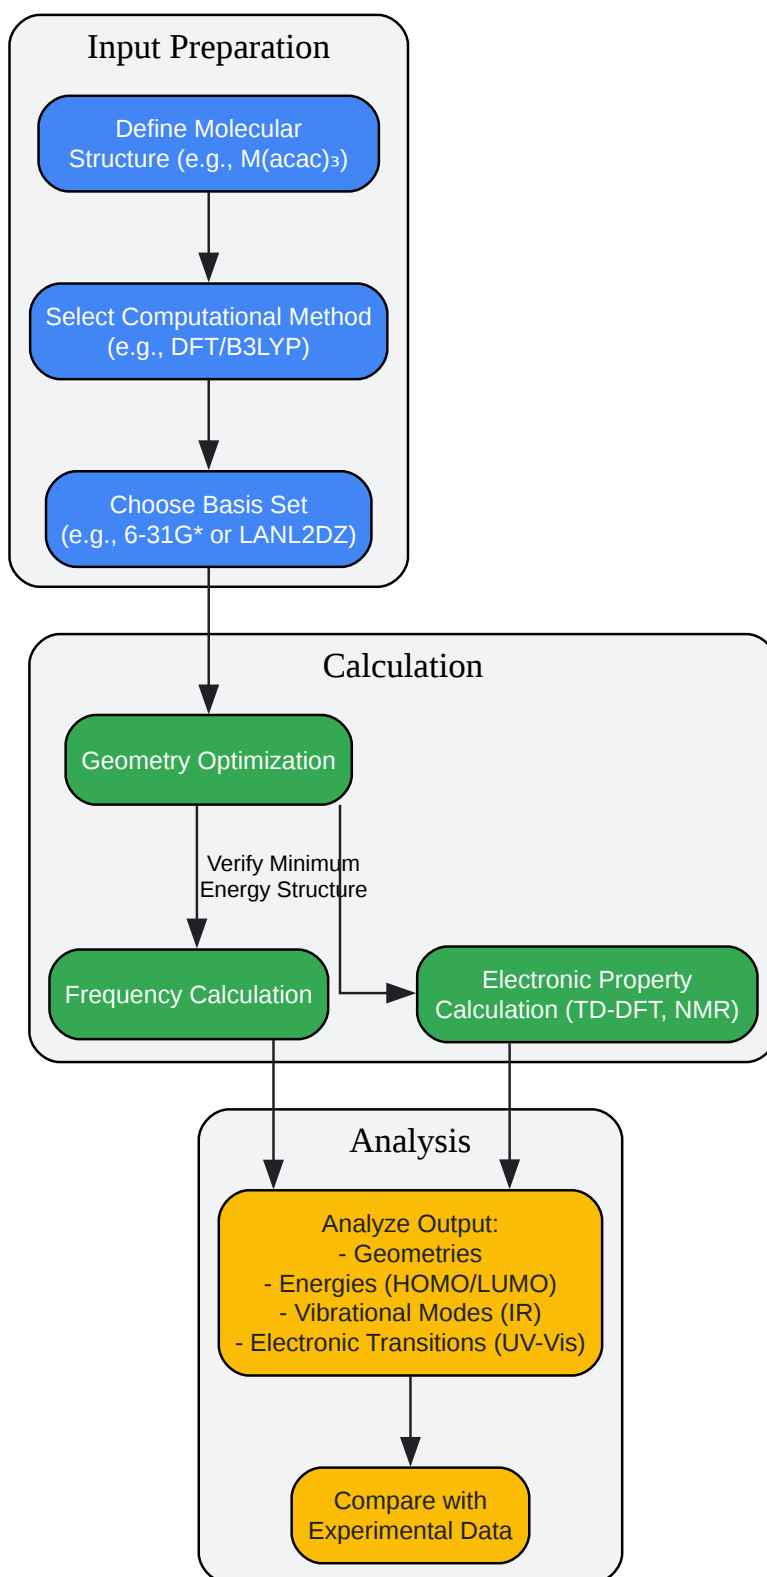 Input Preparation
Define Molecular
Structure (e.g., M(acac)₃)
Select Computational Method
(e.g., DFT/B3LYP)
Choose Basis Set
(e.g., 6-31G* or LANL2DZ)
Calculation
Geometry Optimization
Verify Minimum
Energy Structure
Frequency Calculation
Electronic Property
Calculation (TD-DFT, NMR)
Analysis
Analyze Output:
- Geometries
- Energies (HOMO/LUMO)
- Vibrational Modes (IR)
- Electronic Transitions (UV-Vis)
Compare with
Experimental Data